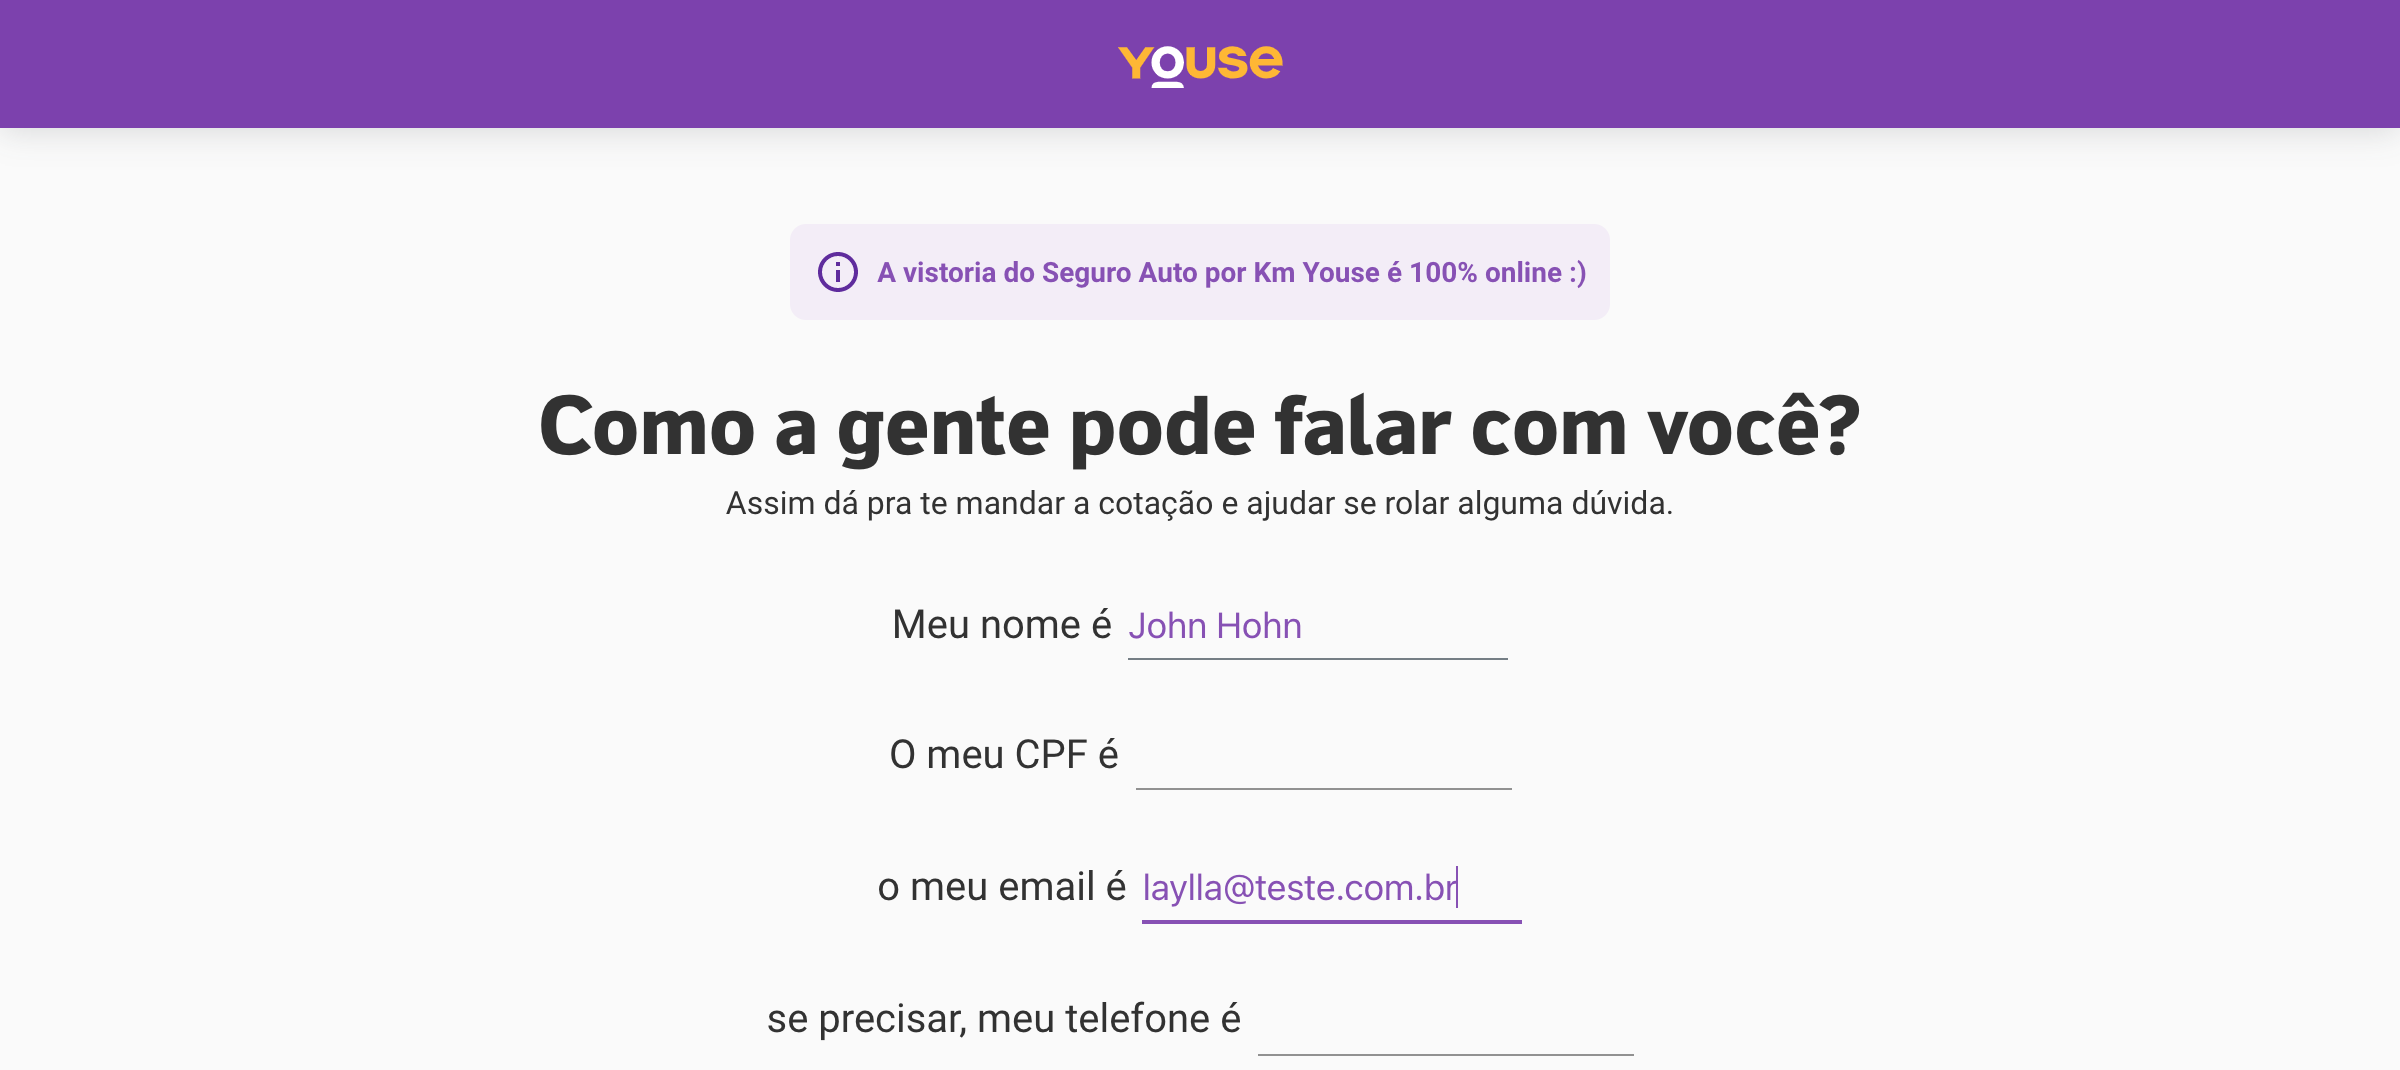 YOUSE
A vistoria do Seguro Auto por Km Youse é 100% online :)
Como a gente pode falar com você?
Assim dá pra te mandar a cotação e ajudar se rolar alguma dúvida.
Meu nome é John Hohn
O meu CPF é
o meu email é laylla@teste.com.br
se precisar, meu telefone é